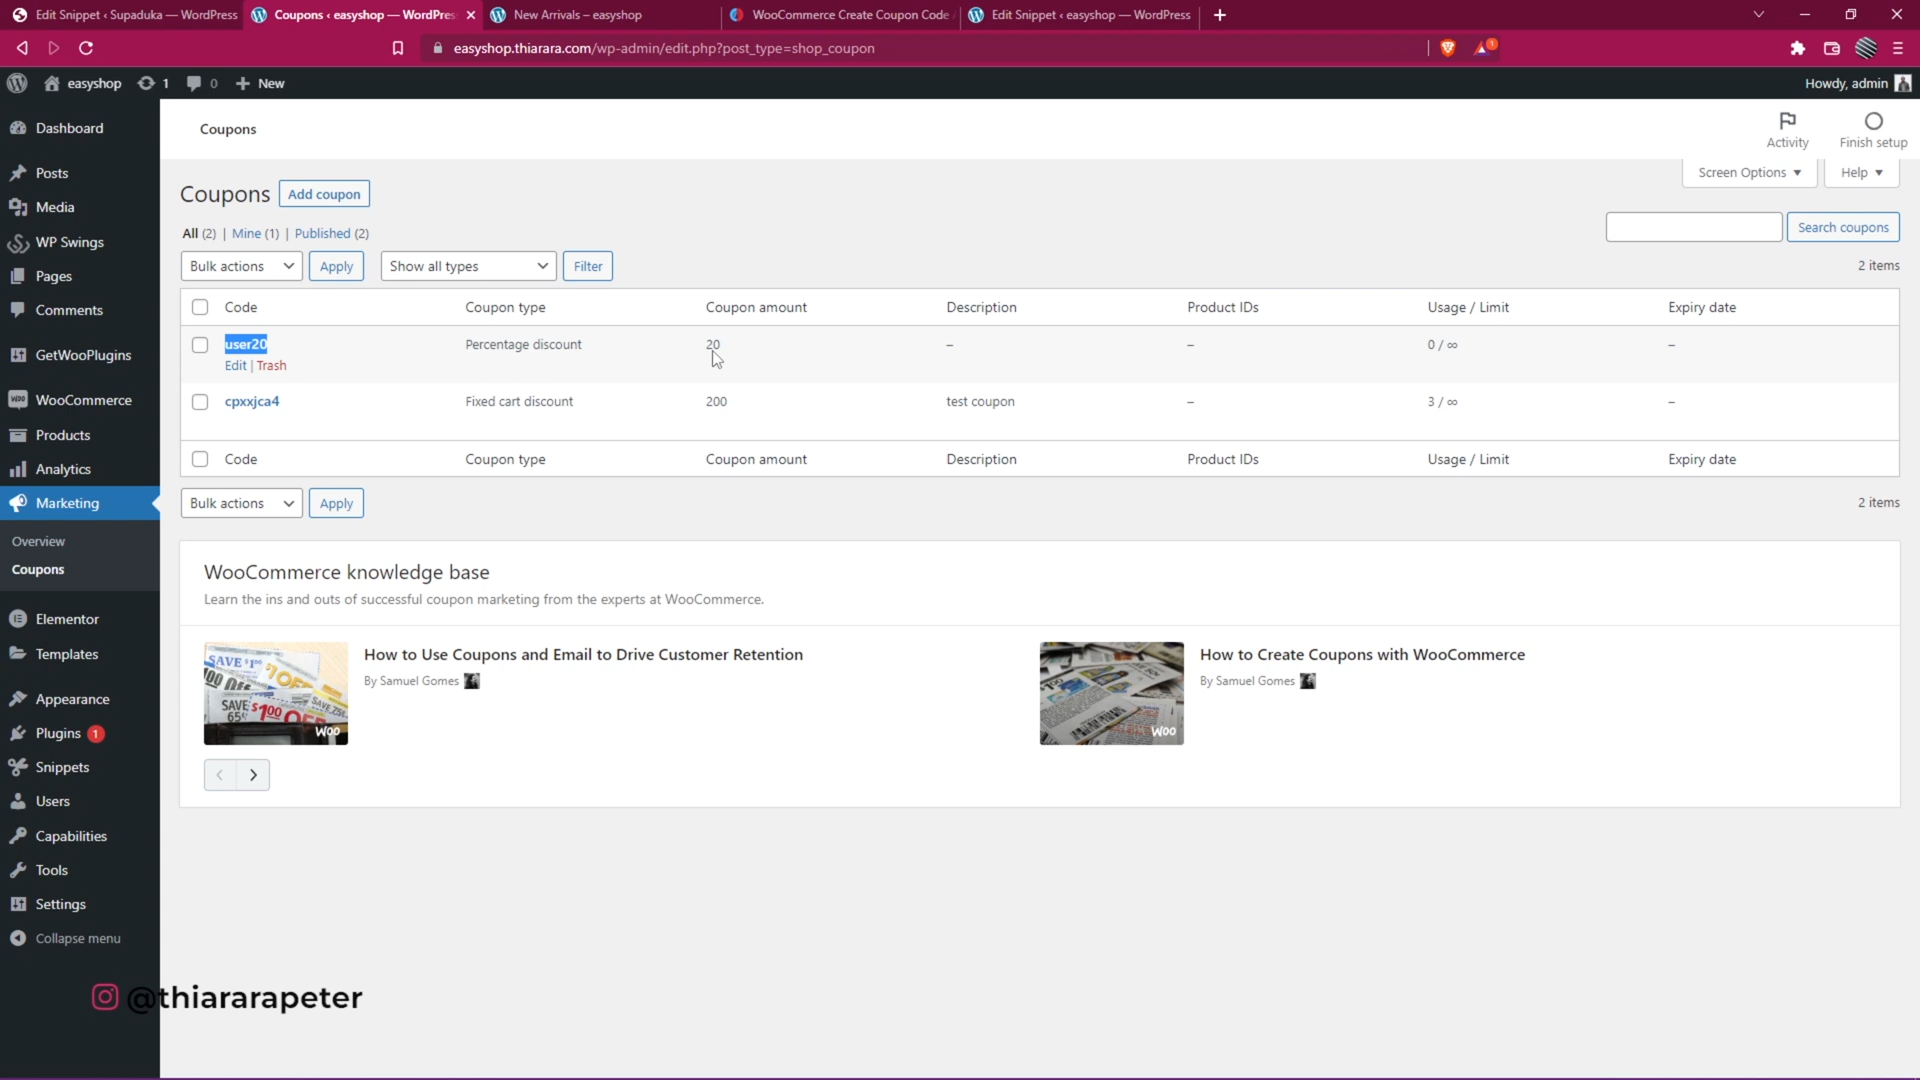 Edit Snippet ‹ Supaduka — WordPress
Coupons ‹ easyshop — WordPres
New Arrivals – easyshop
WooCommerce Create Coupon Code
Edit Snippet ‹ easyshop — WordPress
easyshop.thiarara.com/wp-admin/edit.php?post_type=shop_coupon
1
easyshop
1
0
New
Howdy, admin
Dashboard
Posts
Media
WP Swings
Pages
Comments
GetWooPlugins
WooCommerce
Products
Analytics
Marketing
Overview
Coupons
Elementor
Templates
Appearance
Plugins 1
Snippets
Users
Capabilities
Tools
Settings
Collapse menu
Coupons
Activity
Finish setup
Screen Options
Help
Coupons Add coupon
All (2) | Mine (1) | Published (2)
Search coupons
Bulk actions Apply Show all types Filter
2 items
Code Coupon type Coupon amount Description Product IDs Usage / Limit Expiry date
user20 Percentage discount 20 – – 0 / ∞ –
Edit | Trash
cpxxjca4 Fixed cart discount 200 test coupon – 3 / ∞ –
Code Coupon type Coupon amount Description Product IDs Usage / Limit Expiry date
Bulk actions Apply
2 items
WooCommerce knowledge base
Learn the ins and outs of successful coupon marketing from the experts at WooCommerce.
How to Use Coupons and Email to Drive Customer Retention
By Samuel Gomes
Woo
How to Create Coupons with WooCommerce
By Samuel Gomes
Woo
@thiararapeter